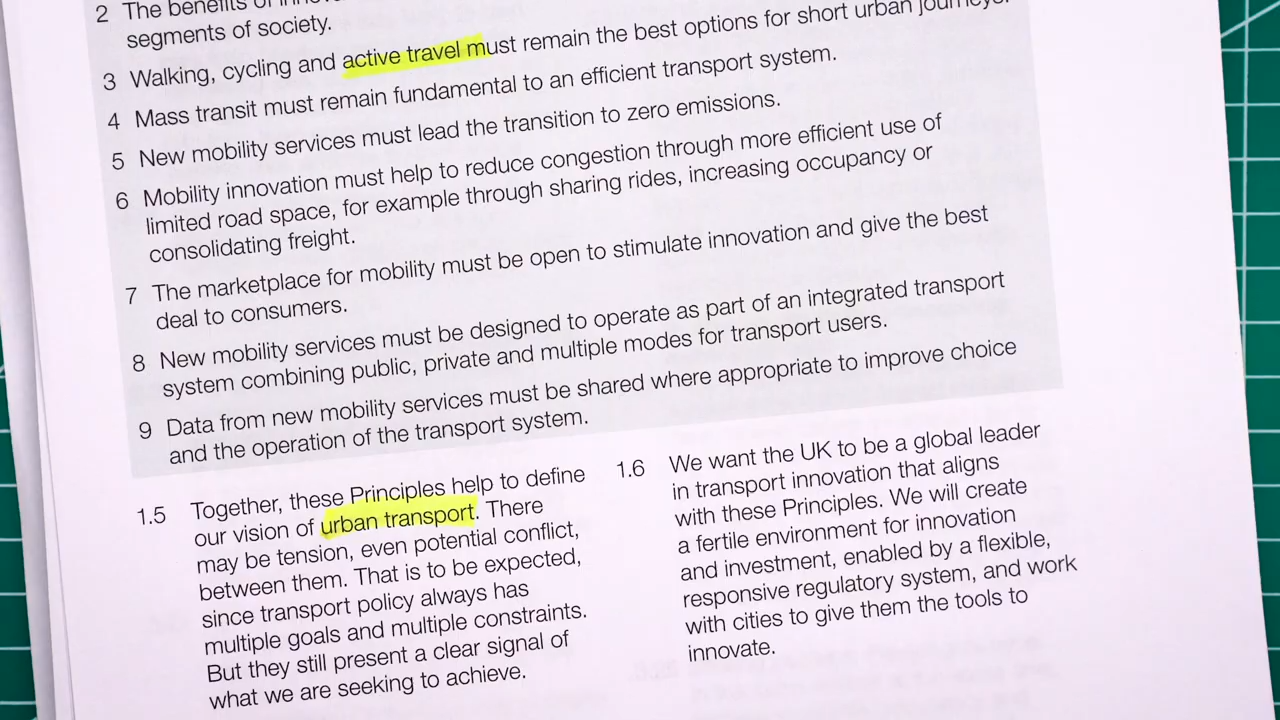 2 The benefits of
segments of society.
3 Walking, cycling and active travel must remain the best options for short urban journeys.
4 Mass transit must remain fundamental to an efficient transport system.
5 New mobility services must lead the transition to zero emissions.
6 Mobility innovation must help to reduce congestion through more efficient use of
limited road space, for example through sharing rides, increasing occupancy or
consolidating freight.
7 The marketplace for mobility must be open to stimulate innovation and give the best
deal to consumers.
8 New mobility services must be designed to operate as part of an integrated transport
system combining public, private and multiple modes for transport users.
9 Data from new mobility services must be shared where appropriate to improve choice
and the operation of the transport system.
1.5 Together, these Principles help to define
our vision of urban transport. There
may be tension, even potential conflict,
between them. That is to be expected,
since transport policy always has
multiple goals and multiple constraints.
But they still present a clear signal of
what we are seeking to achieve.
1.6 We want the UK to be a global leader
in transport innovation that aligns
with these Principles. We will create
a fertile environment for innovation
and investment, enabled by a flexible,
responsive regulatory system, and work
with cities to give them the tools to
innovate.